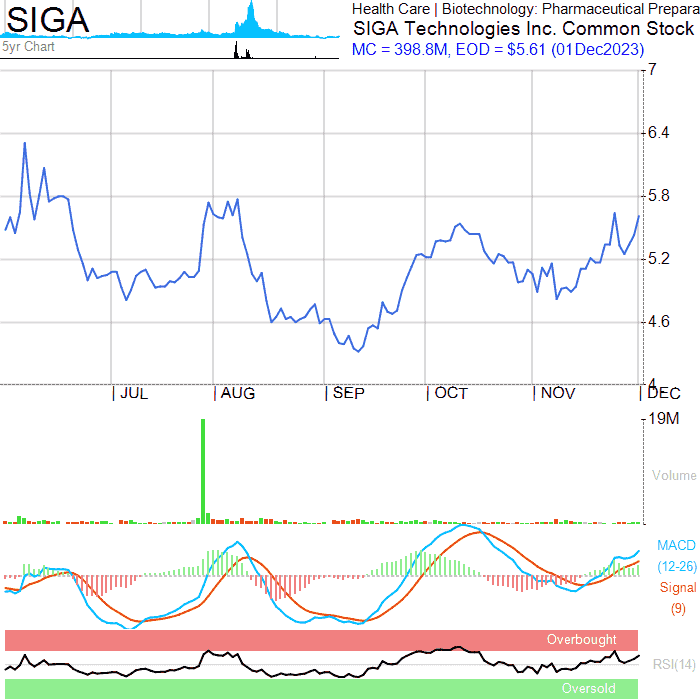 SIGA
5yr Chart
Health Care | Biotechnology: Pharmaceutical Prepara
SIGA Technologies Inc. Common Stock
MC = 398.8M, EOD = $5.61 (01Dec2023)
7
6.4
5.8
5.2
4.6
4
| JUL | AUG | SEP | OCT | NOV | DEC
19M
Volume
MACD
(12-26)
Signal
(9)
Overbought
RSI(14)
Oversold